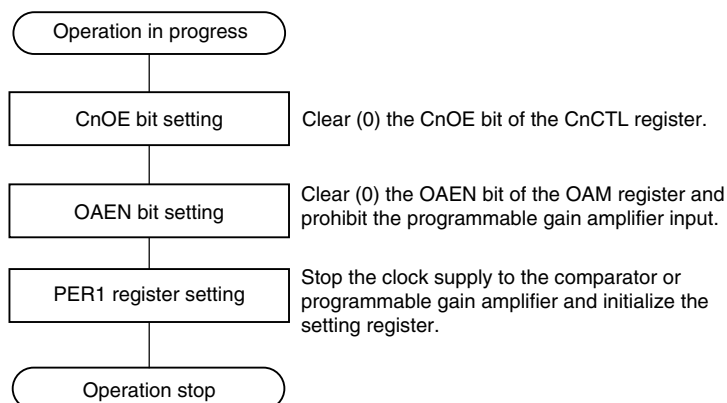 Operation in progress
CnOE bit setting
Clear (0) the CnOE bit of the CnCTL register.
OAEN bit setting
Clear (0) the OAEN bit of the OAM register and
prohibit the programmable gain amplifier input.
PER1 register setting
Stop the clock supply to the comparator or
programmable gain amplifier and initialize the
setting register.
Operation stop